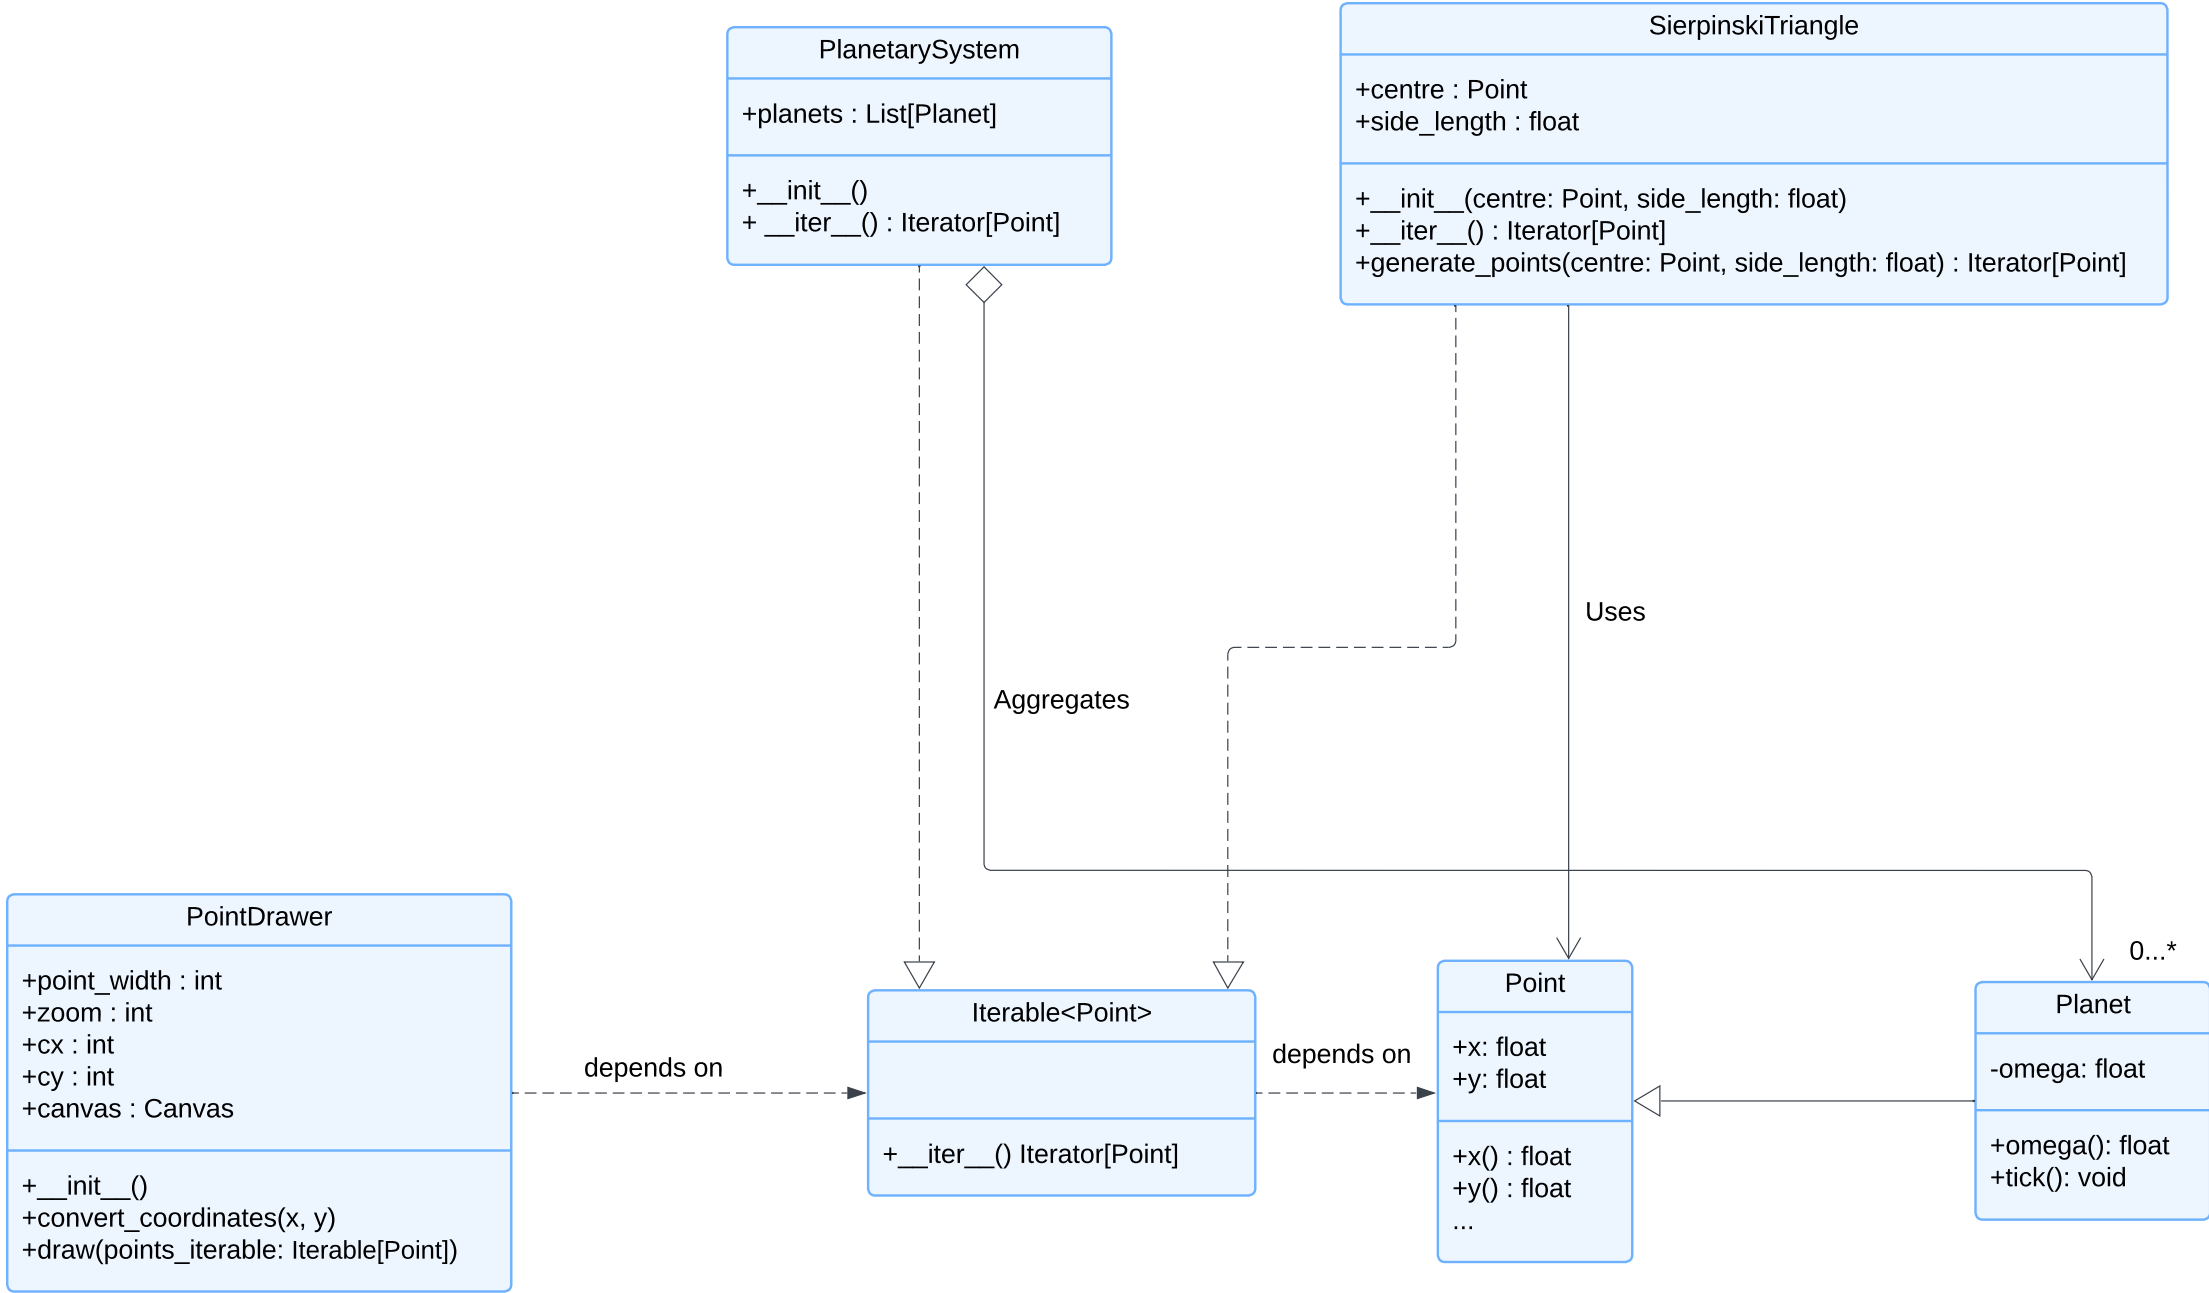 PlanetarySystem
+planets : List[Planet]
+__init__()
+ __iter__() : Iterator[Point]
SierpinskiTriangle
+centre : Point
+side_length : float
+__init__(centre: Point, side_length: float)
+__iter__() : Iterator[Point]
+generate_points(centre: Point, side_length: float) : Iterator[Point]
Uses
Aggregates
PointDrawer
+point_width : int
+zoom : int
+cx : int
+cy : int
+canvas : Canvas
+__init__()
+convert_coordinates(x, y)
+draw(points_iterable: Iterable[Point])
depends on
Iterable<Point>
+__iter__() Iterator[Point]
depends on
Point
+x: float
+y: float
+x() : float
+y() : float
...
0...*
Planet
-omega: float
+omega(): float
+tick(): void